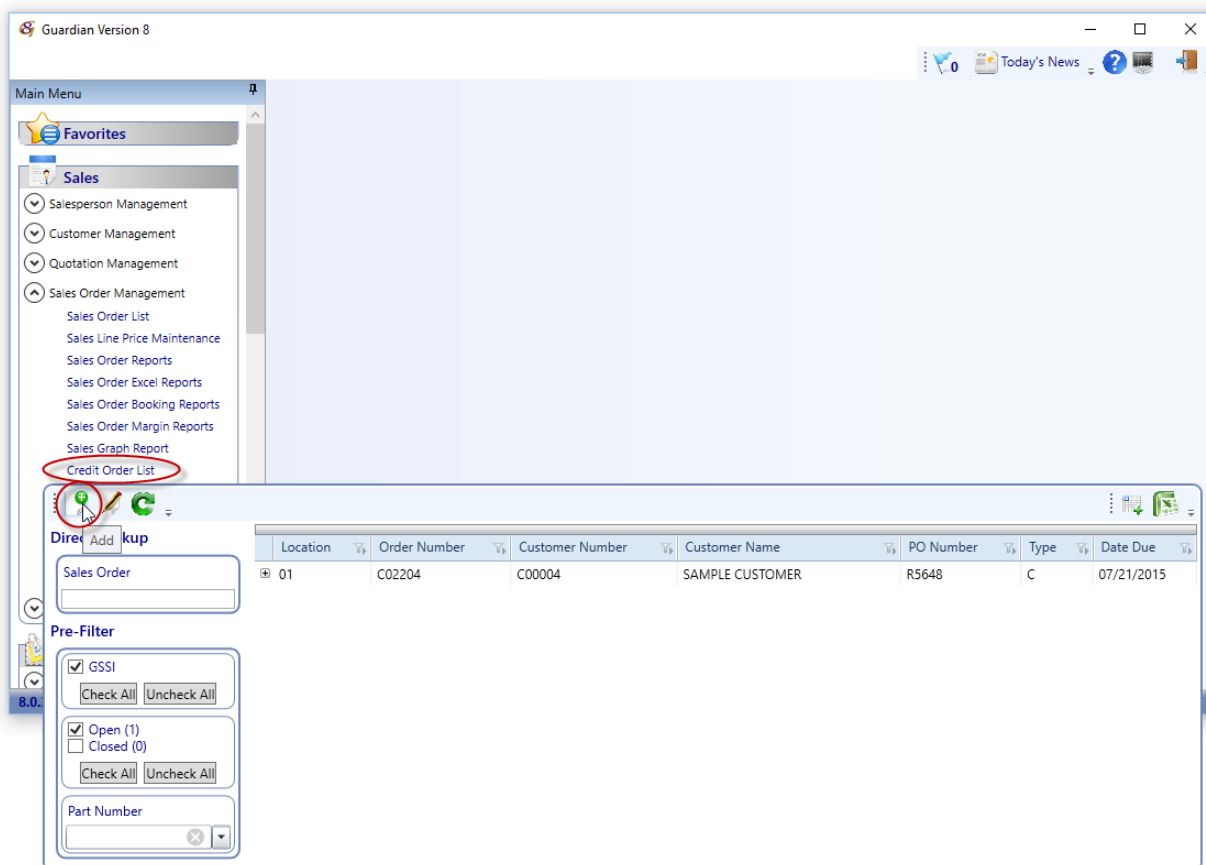 Guardian Version 8
0 Today's News
Main Menu
Favorites
Sales
Salesperson Management
Customer Management
Quotation Management
Sales Order Management
Sales Order List
Sales Line Price Maintenance
Sales Order Reports
Sales Order Excel Reports
Sales Order Booking Reports
Sales Order Margin Reports
Sales Graph Report
Credit Order List
8.0.
Add
Direc kup
Sales Order
Location Order Number Customer Number Customer Name PO Number Type Date Due
01 C02204 C00004 SAMPLE CUSTOMER R5648 C 07/21/2015
Pre-Filter
GSSI
Check All Uncheck All
Open (1)
Closed (0)
Check All Uncheck All
Part Number